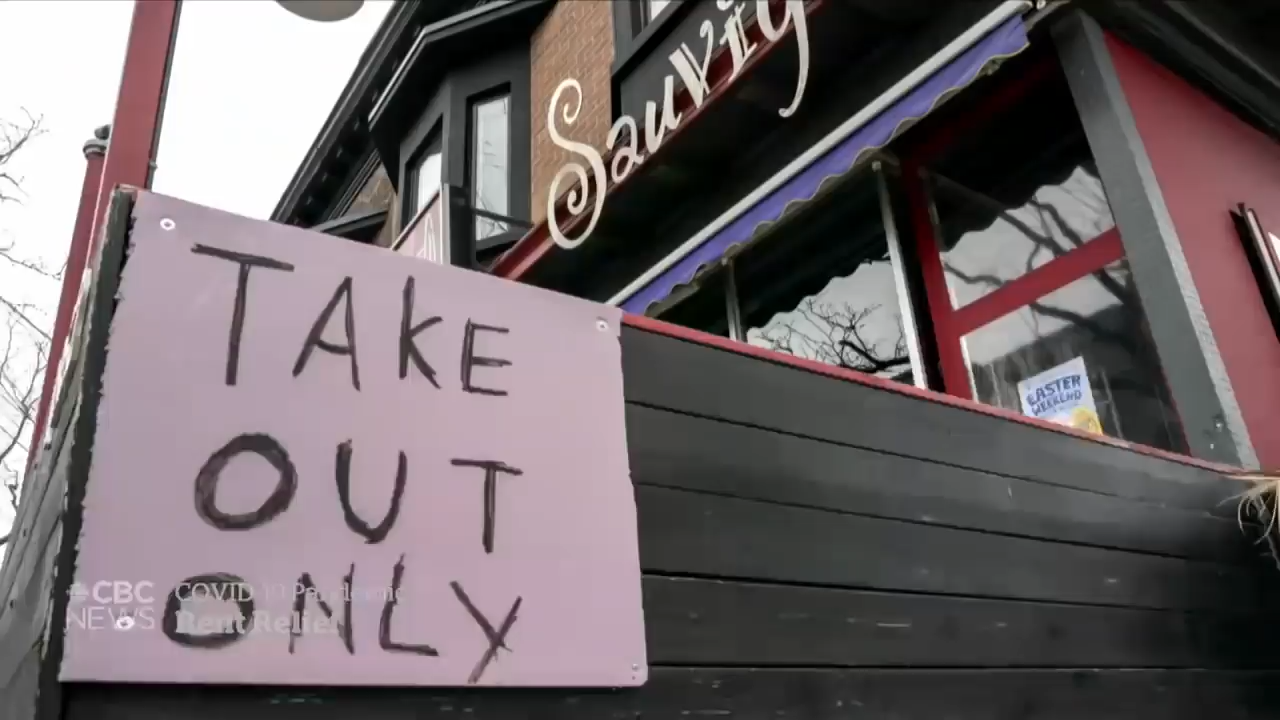 Sauvig
TAKE
OUT
ONLY
EASTER
WEEKEND
CBC
NEWS
COVID 19 Pandemic
Rent Relief